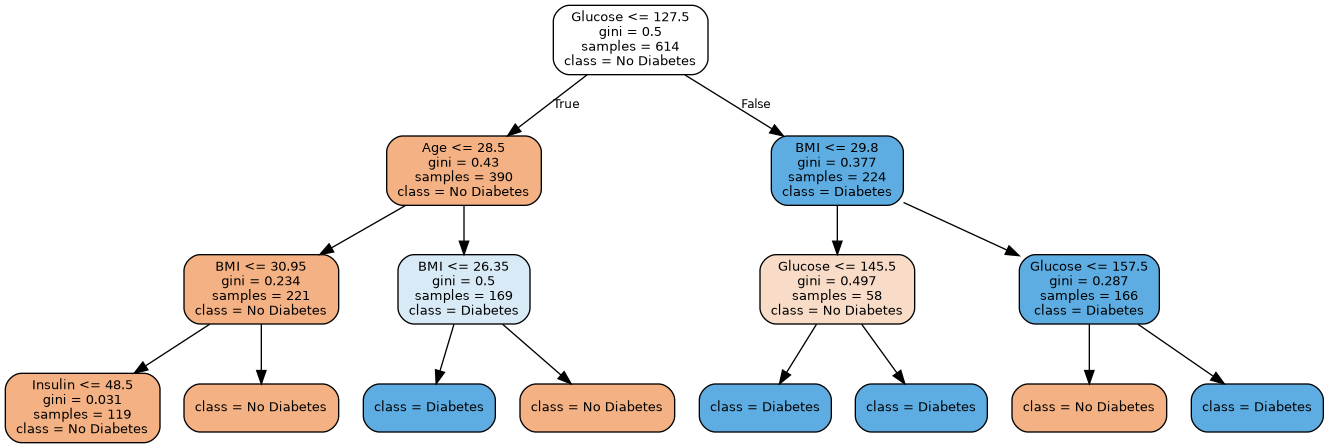 Glucose <= 127.5
gini = 0.5
samples = 614
class = No Diabetes
True
False
Age <= 28.5
gini = 0.43
samples = 390
class = No Diabetes
BMI <= 29.8
gini = 0.377
samples = 224
class = Diabetes
BMI <= 30.95
gini = 0.234
samples = 221
class = No Diabetes
BMI <= 26.35
gini = 0.5
samples = 169
class = Diabetes
Glucose <= 145.5
gini = 0.497
samples = 58
class = No Diabetes
Glucose <= 157.5
gini = 0.287
samples = 166
class = Diabetes
Insulin <= 48.5
gini = 0.031
samples = 119
class = No Diabetes
class = No Diabetes
class = Diabetes
class = No Diabetes
class = Diabetes
class = Diabetes
class = No Diabetes
class = Diabetes